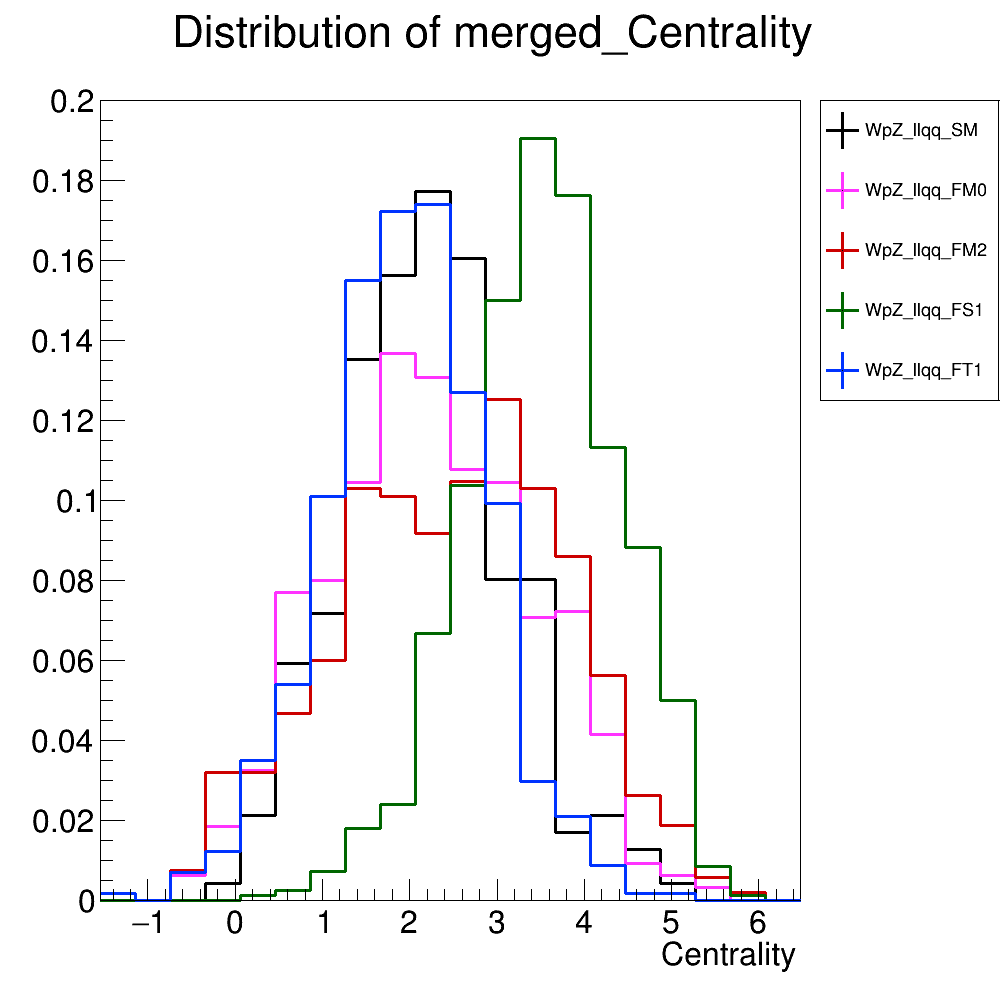 Distribution of merged_Centrality
0.2
0.18
0.16
0.14
0.12
0.1
0.08
0.06
0.04
0.02
0
−1 0 1 2 3 4 5 6
Centrality
WpZ_llqq_SM
WpZ_llqq_FM0
WpZ_llqq_FM2
WpZ_llqq_FS1
WpZ_llqq_FT1